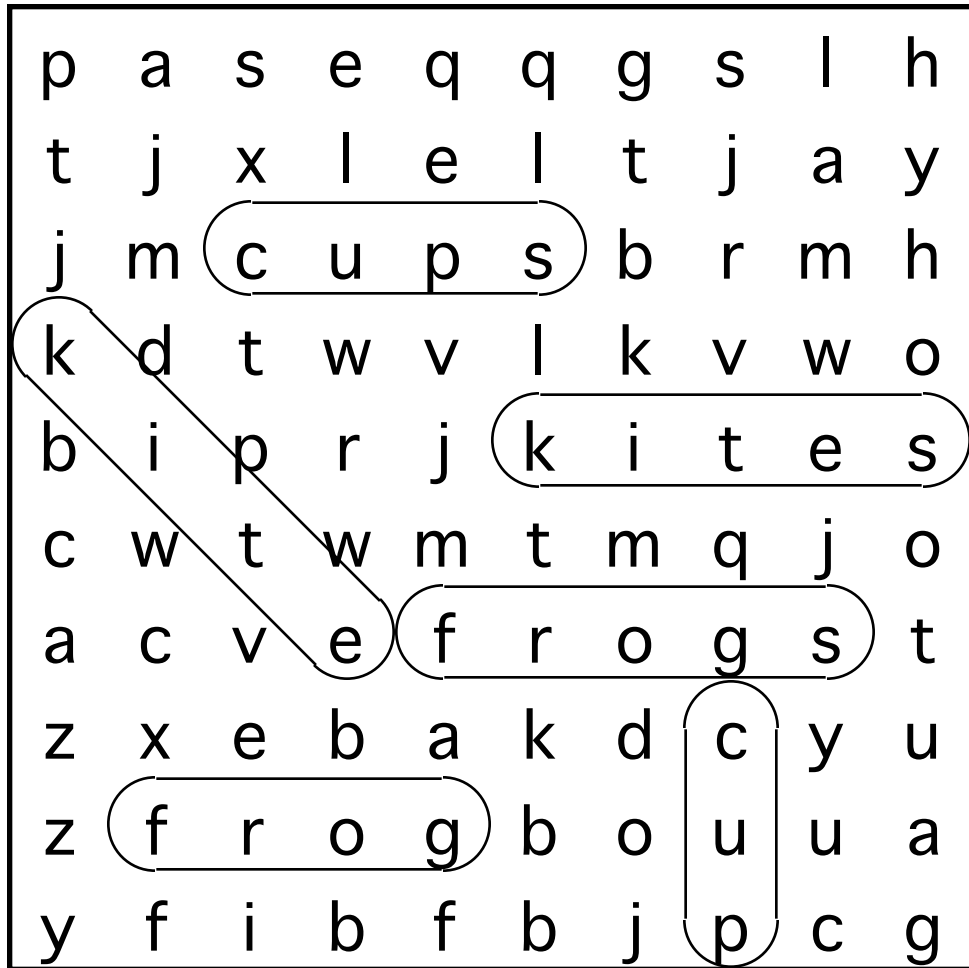 p a s e q q g s l h
t j x l e l t j a y
j m c u p s b r m h
k d t w v l k v w o
b i p r j k i t e s
c w t w m t m q j o
a c v e f r o g s t
z x e b a k d c y u
z f r o g b o u u a
y f i b f b j p c g